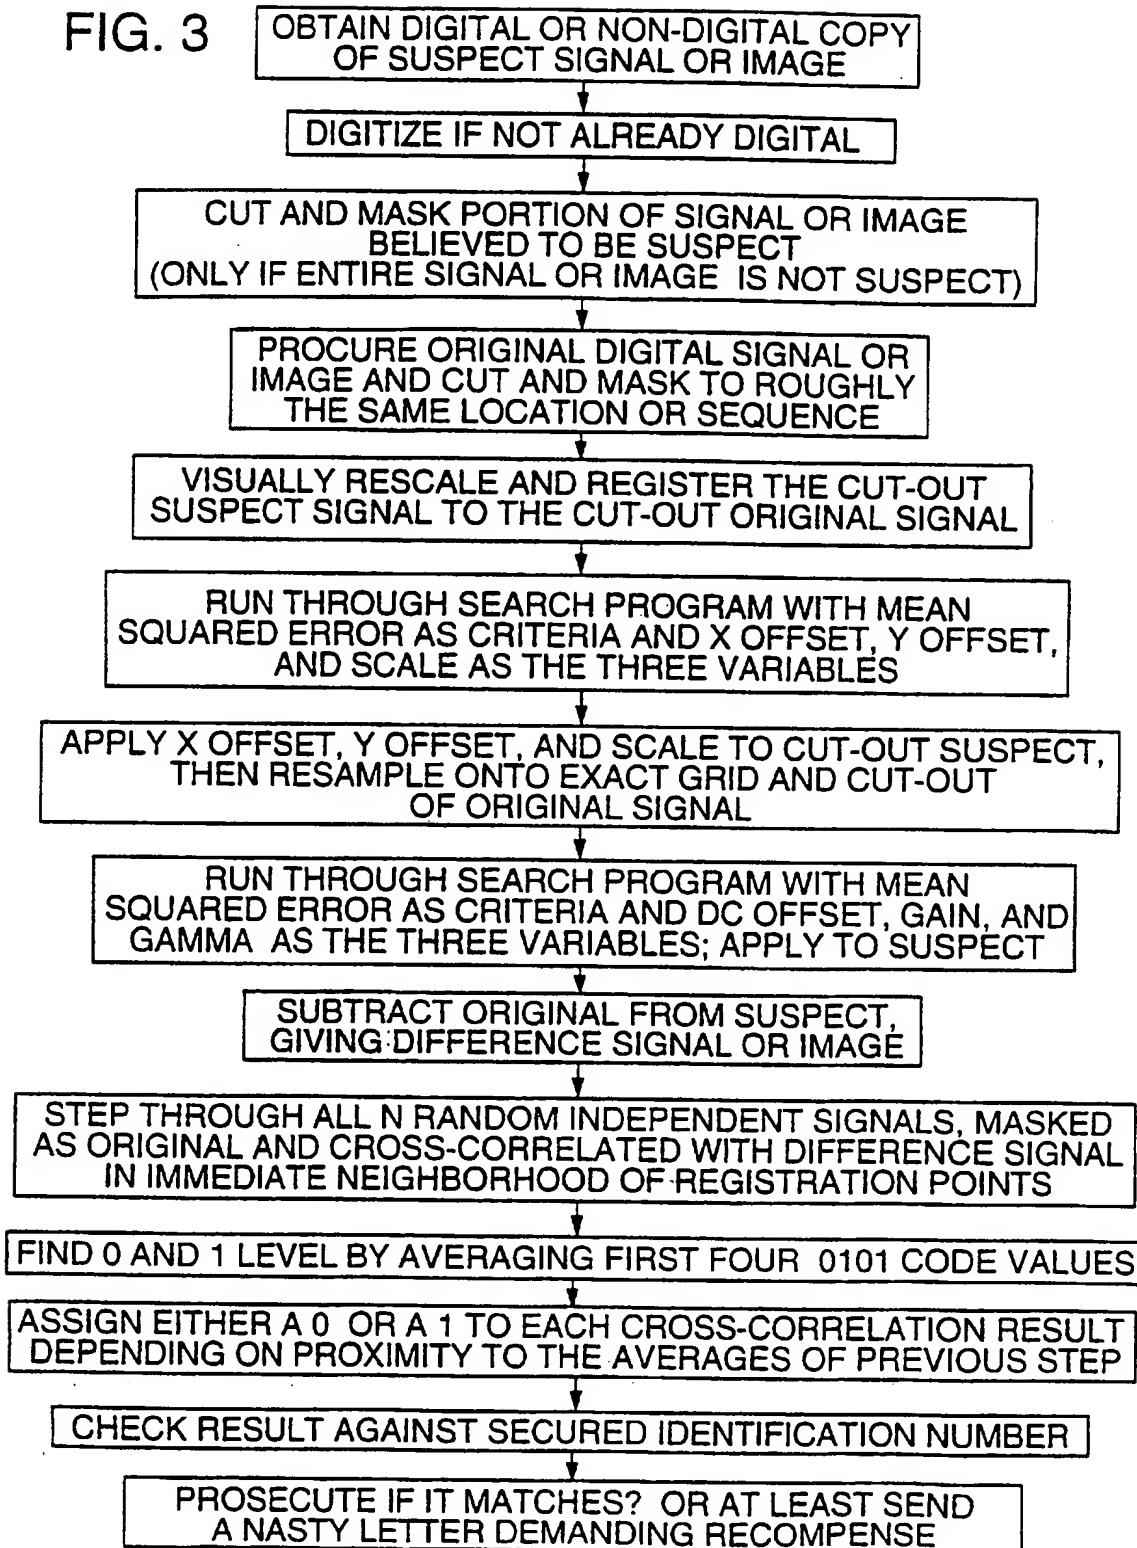 FIG. 3
OBTAIN DIGITAL OR NON-DIGITAL COPY
OF SUSPECT SIGNAL OR IMAGE
DIGITIZE IF NOT ALREADY DIGITAL
CUT AND MASK PORTION OF SIGNAL OR IMAGE
BELIEVED TO BE SUSPECT
(ONLY IF ENTIRE SIGNAL OR IMAGE IS NOT SUSPECT)
PROCURE ORIGINAL DIGITAL SIGNAL OR
IMAGE AND CUT AND MASK TO ROUGHLY
THE SAME LOCATION OR SEQUENCE
VISUALLY RESCALE AND REGISTER THE CUT-OUT
SUSPECT SIGNAL TO THE CUT-OUT ORIGINAL SIGNAL
RUN THROUGH SEARCH PROGRAM WITH MEAN
SQUARED ERROR AS CRITERIA AND X OFFSET, Y OFFSET,
AND SCALE AS THE THREE VARIABLES
APPLY X OFFSET, Y OFFSET, AND SCALE TO CUT-OUT SUSPECT,
THEN RESAMPLE ONTO EXACT GRID AND CUT-OUT
OF ORIGINAL SIGNAL
RUN THROUGH SEARCH PROGRAM WITH MEAN
SQUARED ERROR AS CRITERIA AND DC OFFSET, GAIN, AND
GAMMA AS THE THREE VARIABLES; APPLY TO SUSPECT
SUBTRACT ORIGINAL FROM SUSPECT,
GIVING DIFFERENCE SIGNAL OR IMAGE
STEP THROUGH ALL N RANDOM INDEPENDENT SIGNALS, MASKED
AS ORIGINAL AND CROSS-CORRELATED WITH DIFFERENCE SIGNAL
IN IMMEDIATE NEIGHBORHOOD OF REGISTRATION POINTS
FIND 0 AND 1 LEVEL BY AVERAGING FIRST FOUR 0101 CODE VALUES
ASSIGN EITHER A 0 OR A 1 TO EACH CROSS-CORRELATION RESULT
DEPENDING ON PROXIMITY TO THE AVERAGES OF PREVIOUS STEP
CHECK RESULT AGAINST SECURED IDENTIFICATION NUMBER
PROSECUTE IF IT MATCHES? OR AT LEAST SEND
A NASTY LETTER DEMANDING RECOMPENSE